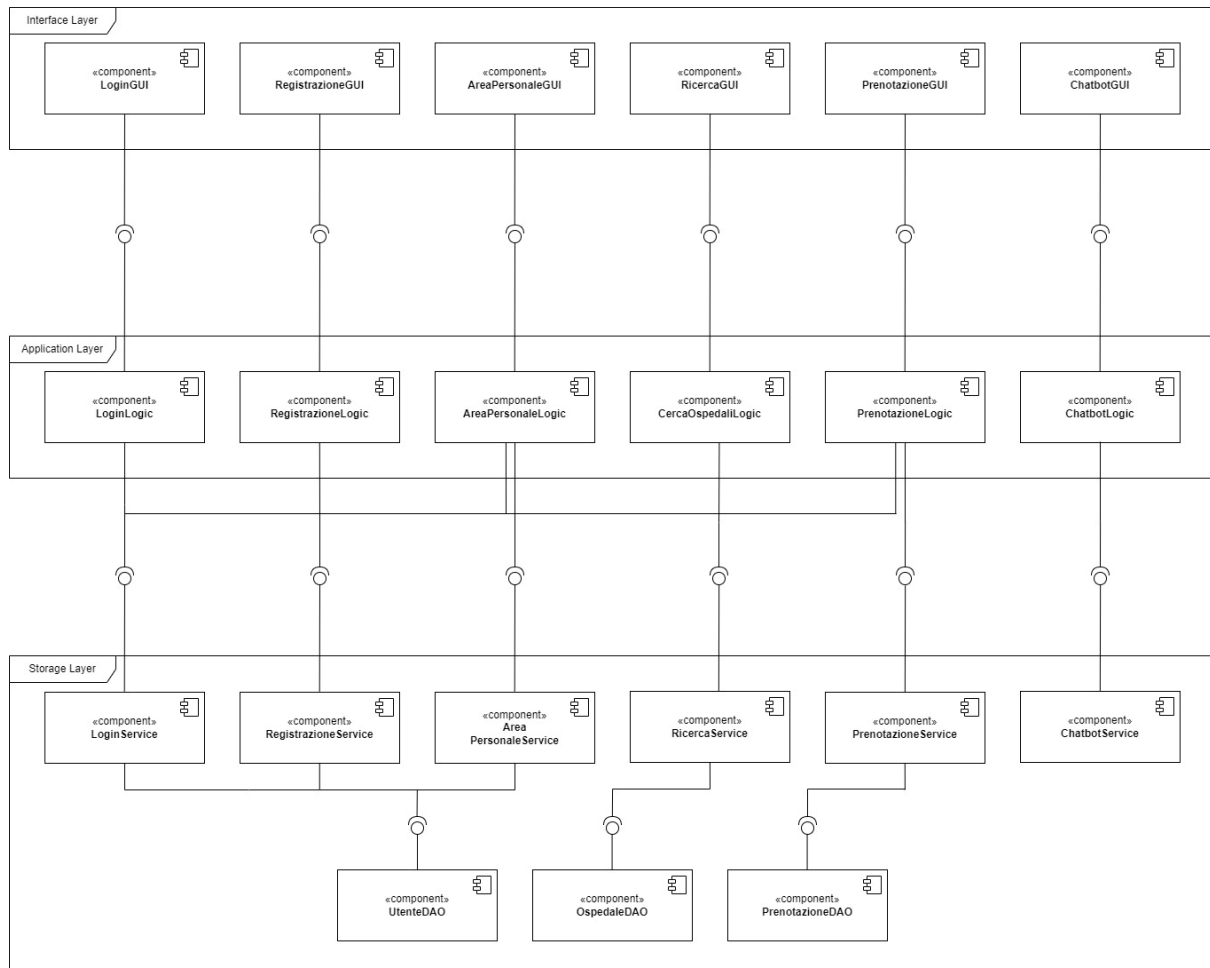 Interface Layer
«component»
LoginGUI
«component»
RegistrazioneGUI
«component»
AreaPersonaleGUI
«component»
RicercaGUI
«component»
PrenotazioneGUI
«component»
ChatbotGUI
Application Layer
«component»
LoginLogic
«component»
RegistrazioneLogic
«component»
AreaPersonaleLogic
«component»
CercaOspedaliLogic
«component»
PrenotazioneLogic
«component»
ChatbotLogic
Storage Layer
«component»
LoginService
«component»
RegistrazioneService
«component»
Area
PersonaleService
«component»
RicercaService
«component»
PrenotazioneService
«component»
ChatbotService
«component»
UtenteDAO
«component»
OspedaleDAO
«component»
PrenotazioneDAO